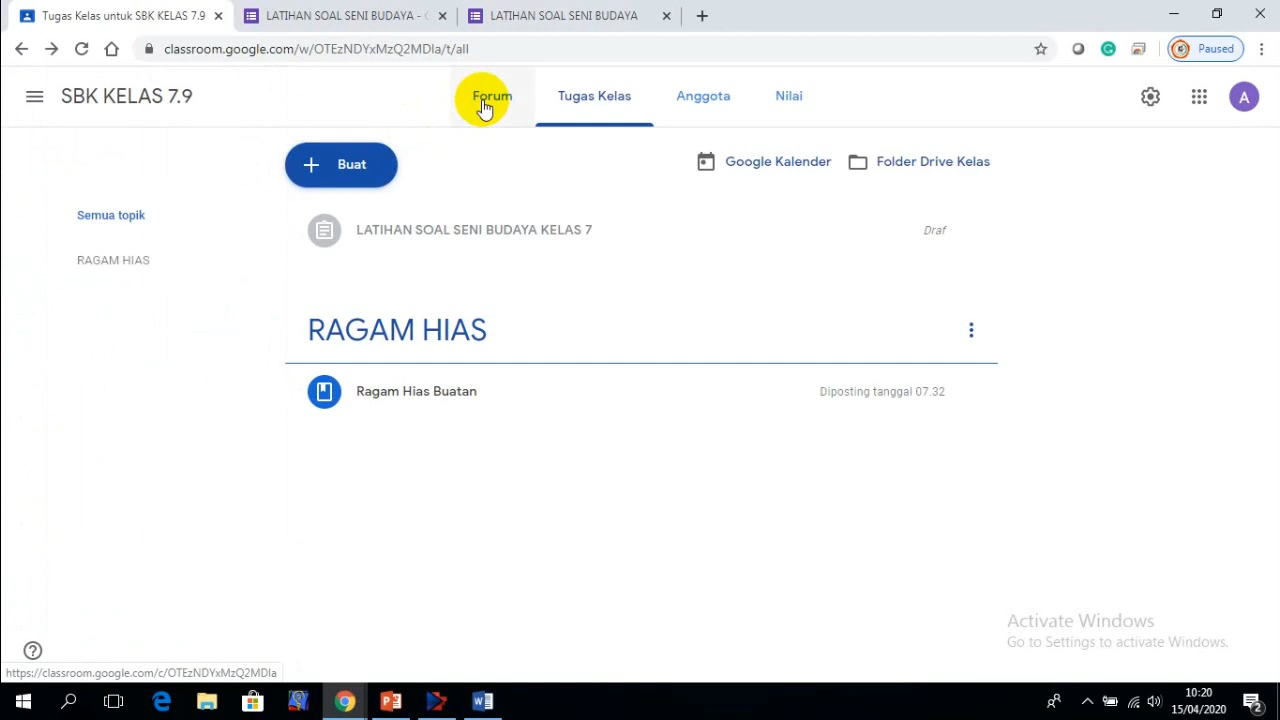 Tugas Kelas untuk SBK KELAS 7.9
LATIHAN SOAL SENI BUDAYA -
LATIHAN SOAL SENI BUDAYA
classroom.google.com/w/OTEzNDYxMzQ2MDla/t/all
Paused
SBK KELAS 7.9
Forum
Tugas Kelas
Anggota
Nilai
A
Buat
Google Kalender
Folder Drive Kelas
Semua topik
RAGAM HIAS
LATIHAN SOAL SENI BUDAYA KELAS 7
Draf
RAGAM HIAS
Ragam Hias Buatan
Diposting tanggal 07.32
Activate Windows
Go to Settings to activate Windows.
https://classroom.google.com/c/OTEzNDYxMzQ2MDla
10:20
15/04/2020
2